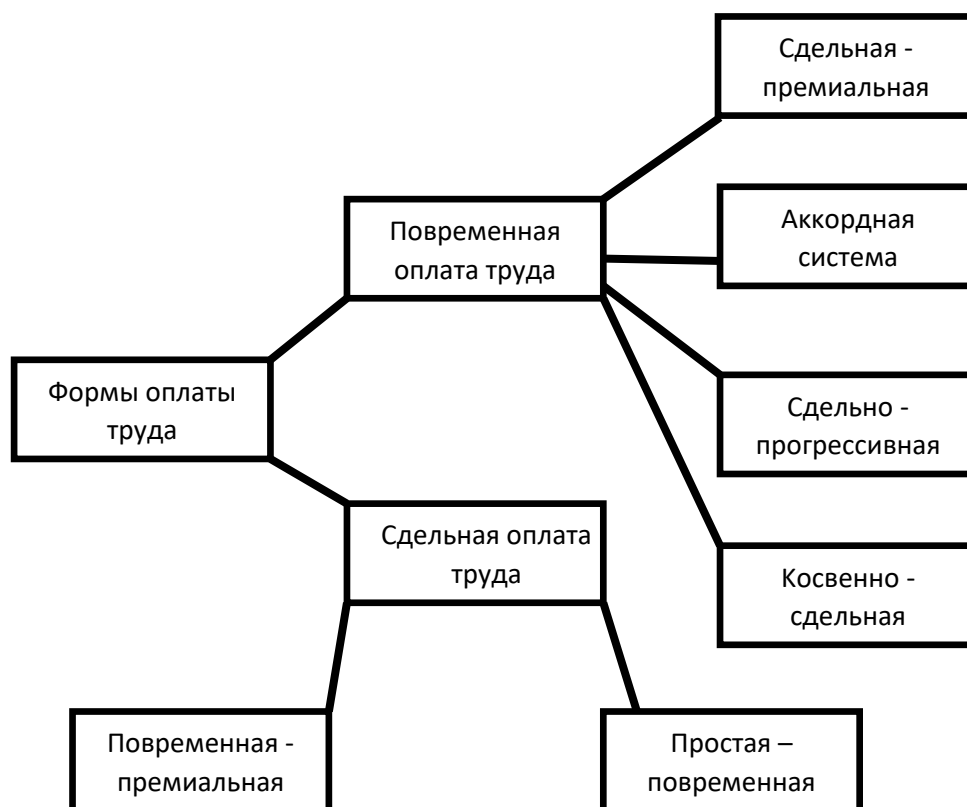 Сдельная -
премиальная
Аккордная
система
Повременная
оплата труда
Формы оплаты
труда
Сдельно -
прогрессивная
Сдельная оплата
труда
Косвенно -
сдельная
Повременная -
премиальная
Простая –
повременная